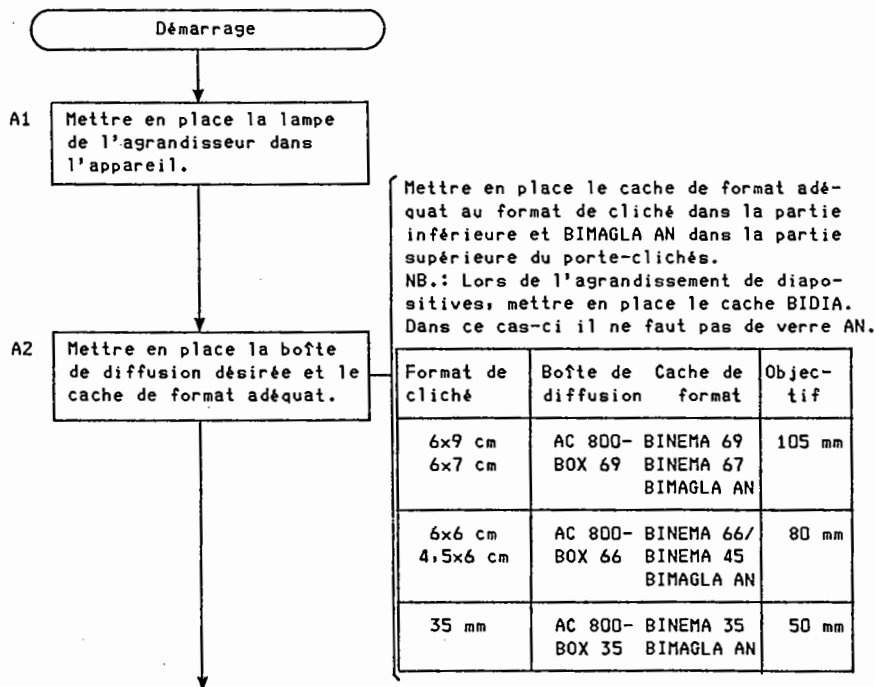 Démarrage
A1
Mettre en place la lampe
de l'agrandisseur dans
l'appareil.
Mettre en place le cache de format adé-
quat au format de cliché dans la partie
inférieure et BIMAGLA AN dans la partie
supérieure du porte-clichés.
NB.: Lors de l'agrandissement de diapo-
sitives, mettre en place le cache BIDIA.
Dans ce cas-ci il ne faut pas de verre AN.
A2
Mettre en place la boîte
de diffusion désirée et le
cache de format adéquat.
Format de Boîte de Cache de Objec-
cliché diffusion format tif
6x9 cm AC 800- BINEMA 69 105 mm
6x7 cm BOX 69 BINEMA 67
BIMAGLA AN
6x6 cm AC 800- BINEMA 66/ 80 mm
4,5x6 cm BOX 66 BINEMA 45
BIMAGLA AN
35 mm AC 800- BINEMA 35 50 mm
BOX 35 BIMAGLA AN